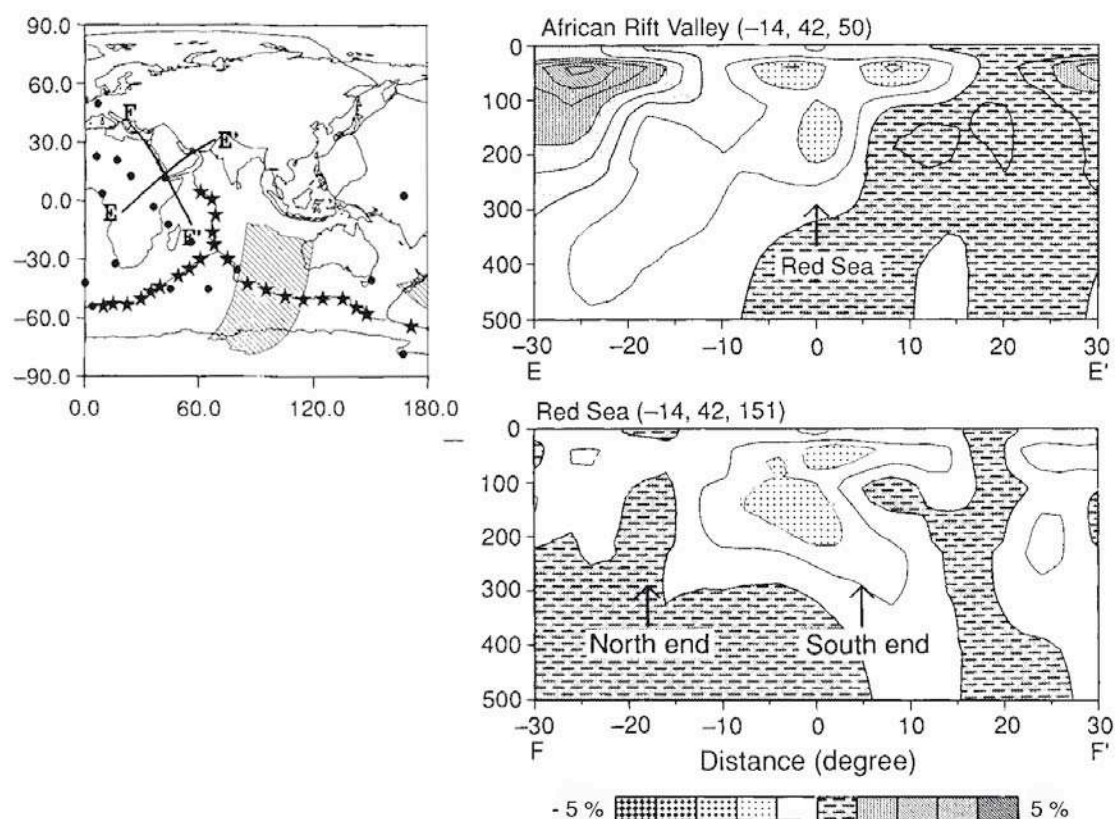 90.0
60.0
30.0
0.0
-30.0
-60.0
-90.0
0.0 60.0 120.0 180.0
F
E'
E
E'
African Rift Valley (–14, 42, 50)
0
100
200
300
400
500
Red Sea
–30 –20 –10 0 10 20 30
E E'
Red Sea (–14, 42, 151)
0
100
200
300
400
500
North end South end
–30 –20 –10 0 10 20 30
F Distance (degree) F'
- 5 % 5 %